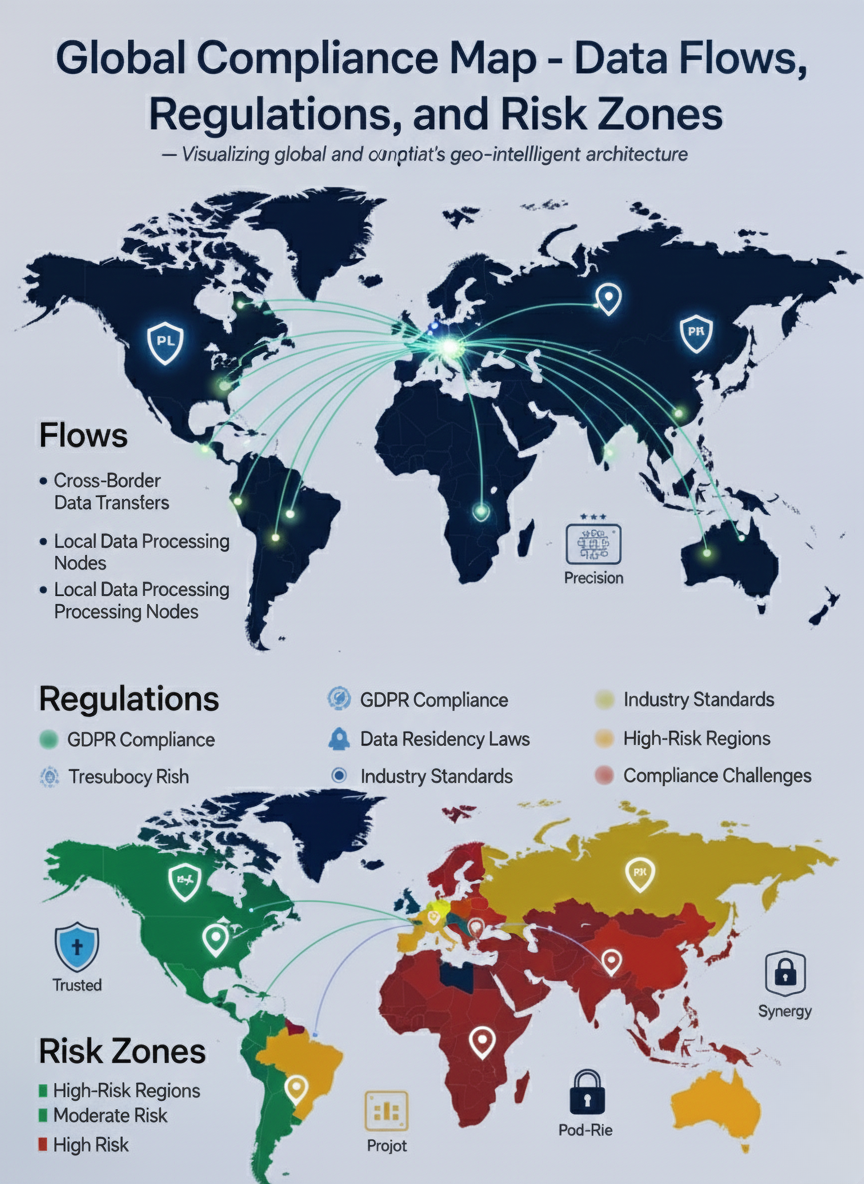 Global Compliance Map - Data Flows,
Regulations, and Risk Zones
— Visualizing global and geo-intellligent architecture
PL
Flows
• Cross-Border
Data Transfers
• Local Data Processing
Nodes
• Local Data Processing
Processing Nodes
Precision
Regulations
GDPR Compliance
Tresubocy Rish
GDPR Compliance
Data Residency Laws
Industry Standards
Industry Standards
High-Risk Regions
Compliance Challenges
Trusted
Synergy
Risk Zones
High-Risk Regions
Moderate Risk
High Risk
Projot
Pod-Rie